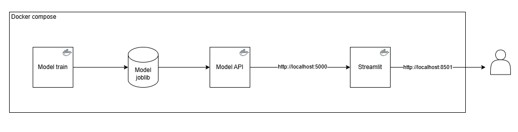 Docker compose
Model train
Model
joblib
Model API
http://localhost:5000
Streamlit
http://localhost:8501